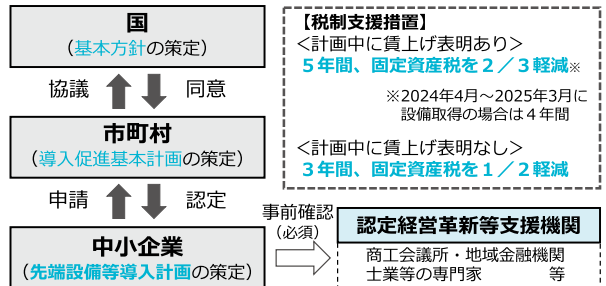 国
（基本方針の策定）
協議
同意
市町村
（導入促進基本計画の策定）
申請
認定
中小企業
（先端設備等導入計画の策定）
【税制支援措置】
＜計画中に賃上げ表明あり＞
５年間、固定資産税を２／３軽減※
※2024年4月～2025年3月に
設備取得の場合は４年間
＜計画中に賃上げ表明なし＞
３年間、固定資産税を１／２軽減
事前確認
（必須）
認定経営革新等支援機関
商工会議所・地域金融機関
士業等の専門家　　　　等